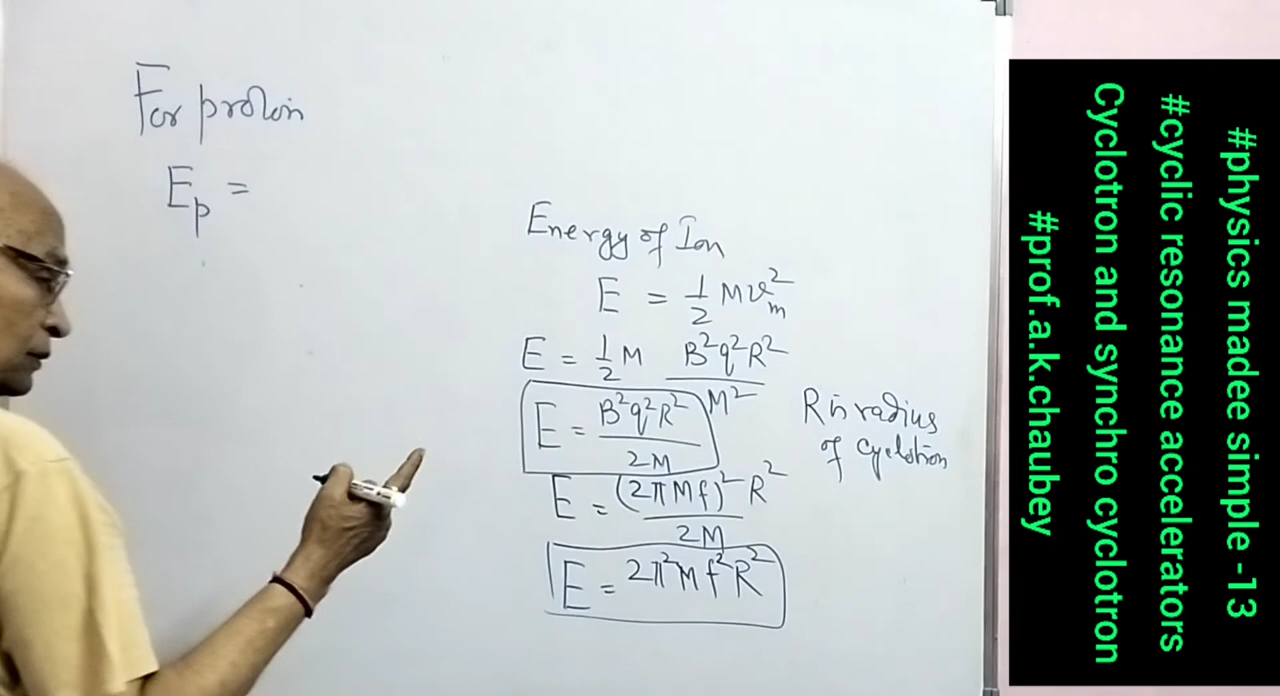 For proton
Ep =
Energy of Ion
E = 1/2 Mv²m
E = 1/2 M B²q²R²/M²
E = B²q²R²/2M
R is radius
of cyclotron
E = (2πMf)²R²/2M
E = 2π²Mf²R²
#physics madee simple -13
#cyclic resonance accelerators
Cyclotron and synchro cyclotron
#prof.a.k.chaubey